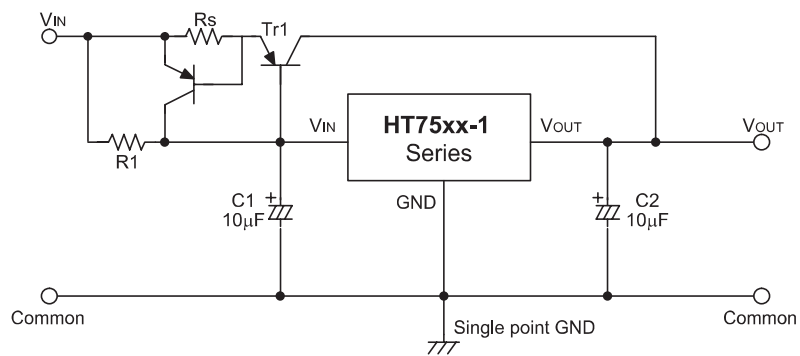 VIN
Rs
Tr1
R1
VIN
HT75xx-1
Series
VOUT
VOUT
GND
C1
+
10µF
C2
+
10µF
Common
Single point GND
Common